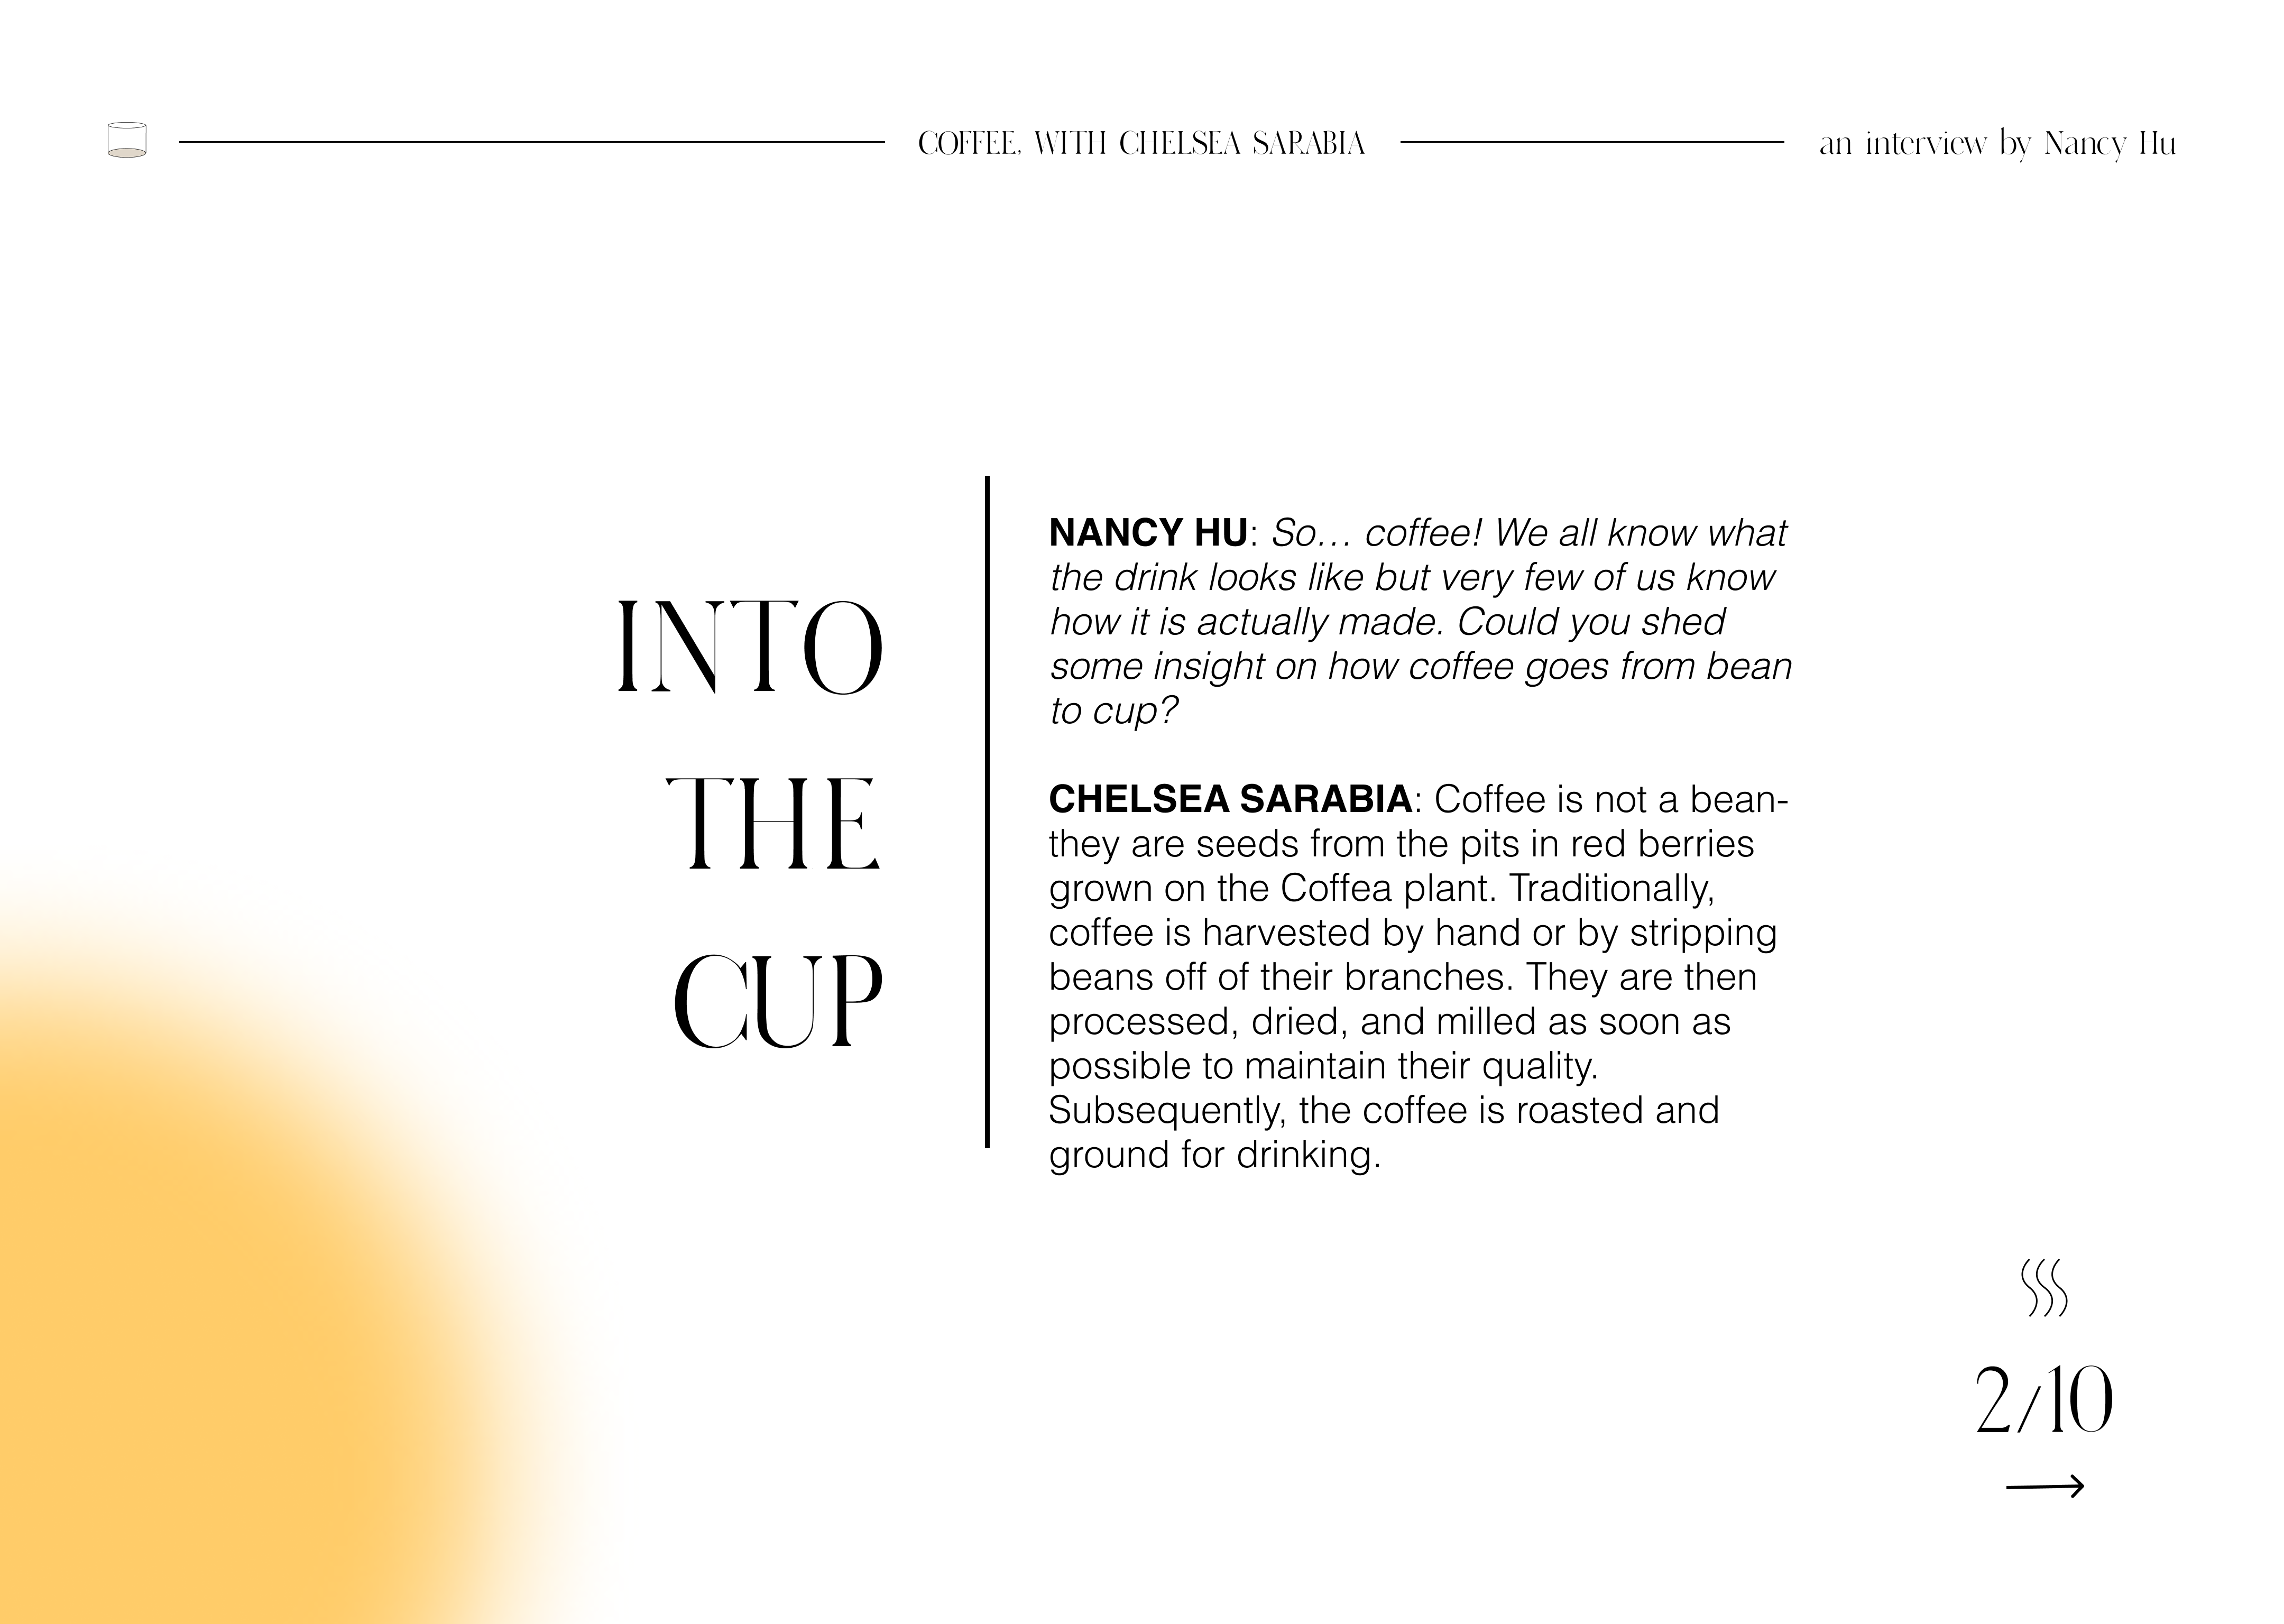 COFFEE, WITH CHELSEA SARABIA
an interview by Nancy Hu
INTO
THE
CUP
NANCY HU: So... coffee! We all know what
the drink looks like but very few of us know
how it is actually made. Could you shed
some insight on how coffee goes from bean
to cup?
CHELSEA SARABIA: Coffee is not a bean-
they are seeds from the pits in red berries
grown on the Coffea plant. Traditionally,
coffee is harvested by hand or by stripping
beans off of their branches. They are then
processed, dried, and milled as soon as
possible to maintain their quality.
Subsequently, the coffee is roasted and
ground for drinking.
2/10